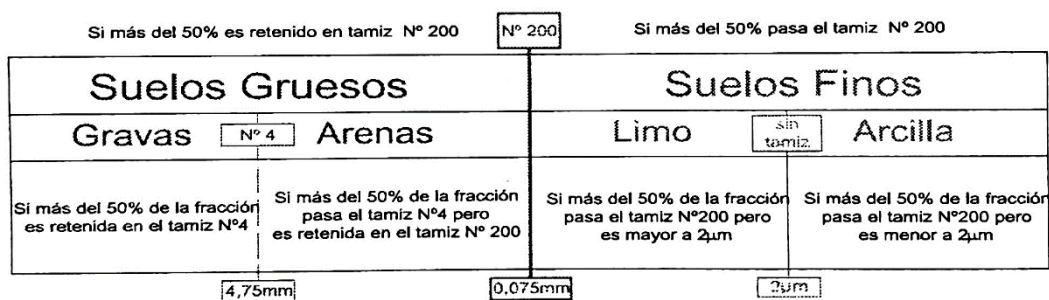 Si más del 50% es retenido en tamiz Nº 200
Nº 200
Si más del 50% pasa el tamiz Nº 200
Suelos Gruesos
Suelos Finos
Gravas
Nº 4
Arenas
Limo
sin
tamiz
Arcilla
Si más del 50% de la fracción
es retenida en el tamiz Nº4
Si más del 50% de la fracción
pasa el tamiz Nº4 pero
es retenida en el tamiz Nº 200
Si más del 50% de la fracción
pasa el tamiz Nº200 pero
es mayor a 2µm
Si más del 50% de la fracción
pasa el tamiz Nº200 pero
es menor a 2µm
4,75mm
0,075mm
2µm